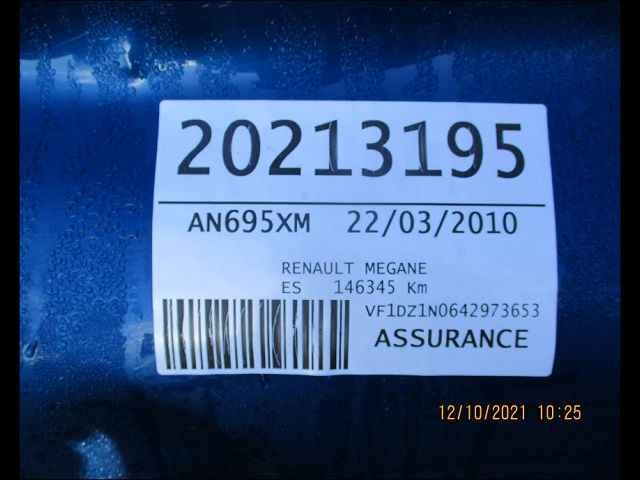 20213195
AN695XM 22/03/2010
RENAULT MEGANE
ES 146345 Km
VF1DZ1N0642973653
ASSURANCE
12/10/2021 10:25